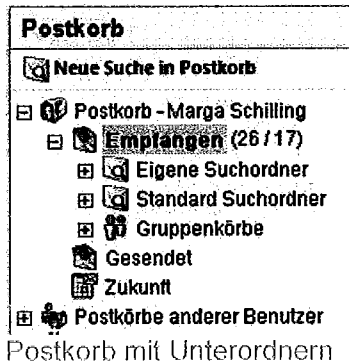 Postkorb
Neue Suche in Postkorb
Postkorb - Marga Schilling
Empfangen (26 / 17)
Eigene Suchordner
Standard Suchordner
Gruppenkörbe
Gesendet
Zukunft
Postkörbe anderer Benutzer
Postkorb mit Unterordnern